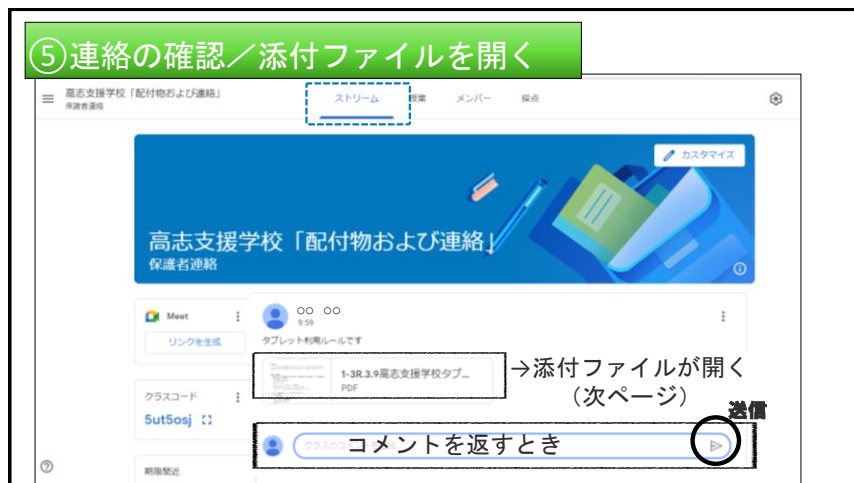 ⑤連絡の確認／添付ファイルを開く
高志支援学校「配付物および連絡」
保護者連絡
ストリーム
授業
メンバー
採点
カスタマイズ
高志支援学校「配付物および連絡」
保護者連絡
Meet
リンクを生成
○○ ○○
9:59
タブレット利用ルールです
1-3R.3.9高志支援学校タブ...
PDF
→添付ファイルが開く
（次ページ）
クラスコード
5ut5osj
送信
コメントを返すとき
期限間近